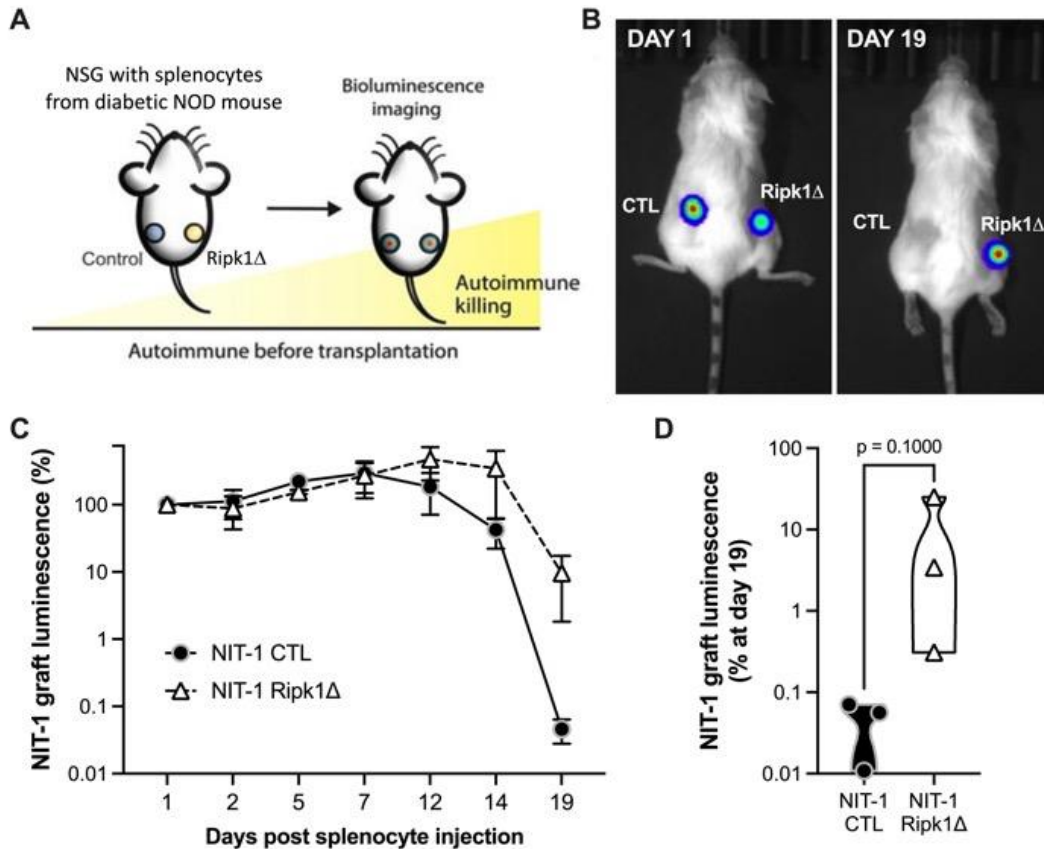 A
NSG with splenocytes
from diabetic NOD mouse
Bioluminescence
imaging
Control
Ripk1Δ
Autoimmune
killing
Autoimmune before transplantation
B
DAY 1
CTL
Ripk1Δ
DAY 19
CTL
Ripk1Δ
C
NIT-1 graft luminescence (%)
100
10
1
0.1
0.01
NIT-1 CTL
NIT-1 Ripk1Δ
1 2 5 7 12 14 19
Days post splenocyte injection
D
p = 0.1000
NIT-1 graft luminescence
(% at day 19)
100
10
1
0.1
0.01
NIT-1
CTL
NIT-1
Ripk1Δ